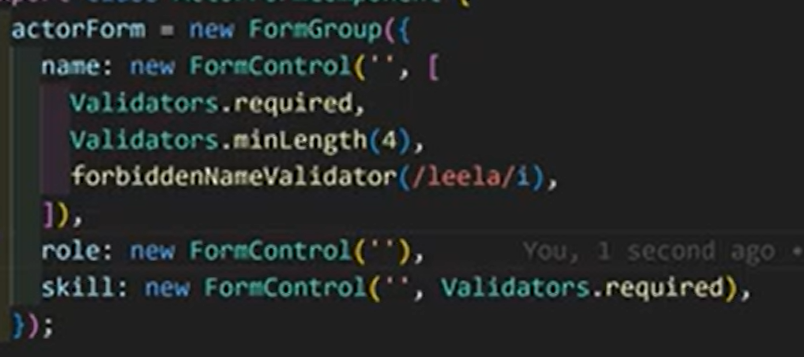 actorForm = new FormGroup({
name: new FormControl('', [
Validators.required,
Validators.minLength(4),
forbiddenNameValidator(/leela/i),
]),
role: new FormControl(''), You, 1 second ago •
skill: new FormControl('', Validators.required),
});